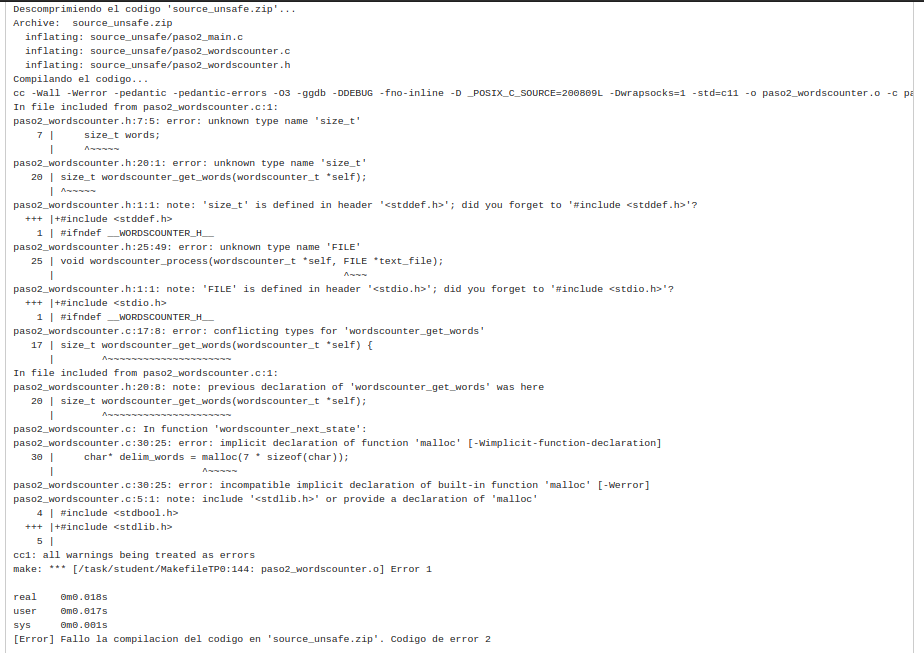 Descomprimiendo el codigo 'source_unsafe.zip'...
Archive:  source_unsafe.zip
  inflating: source_unsafe/paso2_main.c
  inflating: source_unsafe/paso2_wordscounter.c
  inflating: source_unsafe/paso2_wordscounter.h
Compilando el codigo...
cc -Wall -Werror -pedantic -pedantic-errors -O3 -ggdb -DDEBUG -fno-inline -D _POSIX_C_SOURCE=200809L -Dwrapsocks=1 -std=c11 -o paso2_wordscounter.o -c pa
In file included from paso2_wordscounter.c:1:
paso2_wordscounter.h:7:5: error: unknown type name 'size_t'
    7 |     size_t words;
      |     ^~~~~~
paso2_wordscounter.h:20:1: error: unknown type name 'size_t'
   20 | size_t wordscounter_get_words(wordscounter_t *self);
      | ^~~~~~
paso2_wordscounter.h:1:1: note: 'size_t' is defined in header '<stddef.h>'; did you forget to '#include <stddef.h>'?
  +++ |+#include <stddef.h>
    1 | #ifndef __WORDSCOUNTER_H__
paso2_wordscounter.h:25:49: error: unknown type name 'FILE'
   25 | void wordscounter_process(wordscounter_t *self, FILE *text_file);
      |                                                 ^~~~
paso2_wordscounter.h:1:1: note: 'FILE' is defined in header '<stdio.h>'; did you forget to '#include <stdio.h>'?
  +++ |+#include <stdio.h>
    1 | #ifndef __WORDSCOUNTER_H__
paso2_wordscounter.c:17:8: error: conflicting types for 'wordscounter_get_words'
   17 | size_t wordscounter_get_words(wordscounter_t *self) {
      |        ^~~~~~~~~~~~~~~~~~~~~~
In file included from paso2_wordscounter.c:1:
paso2_wordscounter.h:20:8: note: previous declaration of 'wordscounter_get_words' was here
   20 | size_t wordscounter_get_words(wordscounter_t *self);
      |        ^~~~~~~~~~~~~~~~~~~~~~
paso2_wordscounter.c: In function 'wordscounter_next_state':
paso2_wordscounter.c:30:25: error: implicit declaration of function 'malloc' [-Wimplicit-function-declaration]
   30 |     char* delim_words = malloc(7 * sizeof(char));
      |                         ^~~~~~
paso2_wordscounter.c:30:25: error: incompatible implicit declaration of built-in function 'malloc' [-Werror]
paso2_wordscounter.c:5:1: note: include '<stdlib.h>' or provide a declaration of 'malloc'
    4 | #include <stdbool.h>
  +++ |+#include <stdlib.h>
    5 |
cc1: all warnings being treated as errors
make: *** [/task/student/MakefileTP0:144: paso2_wordscounter.o] Error 1

real    0m0.018s
user    0m0.017s
sys     0m0.001s
[Error] Fallo la compilacion del codigo en 'source_unsafe.zip'. Codigo de error 2